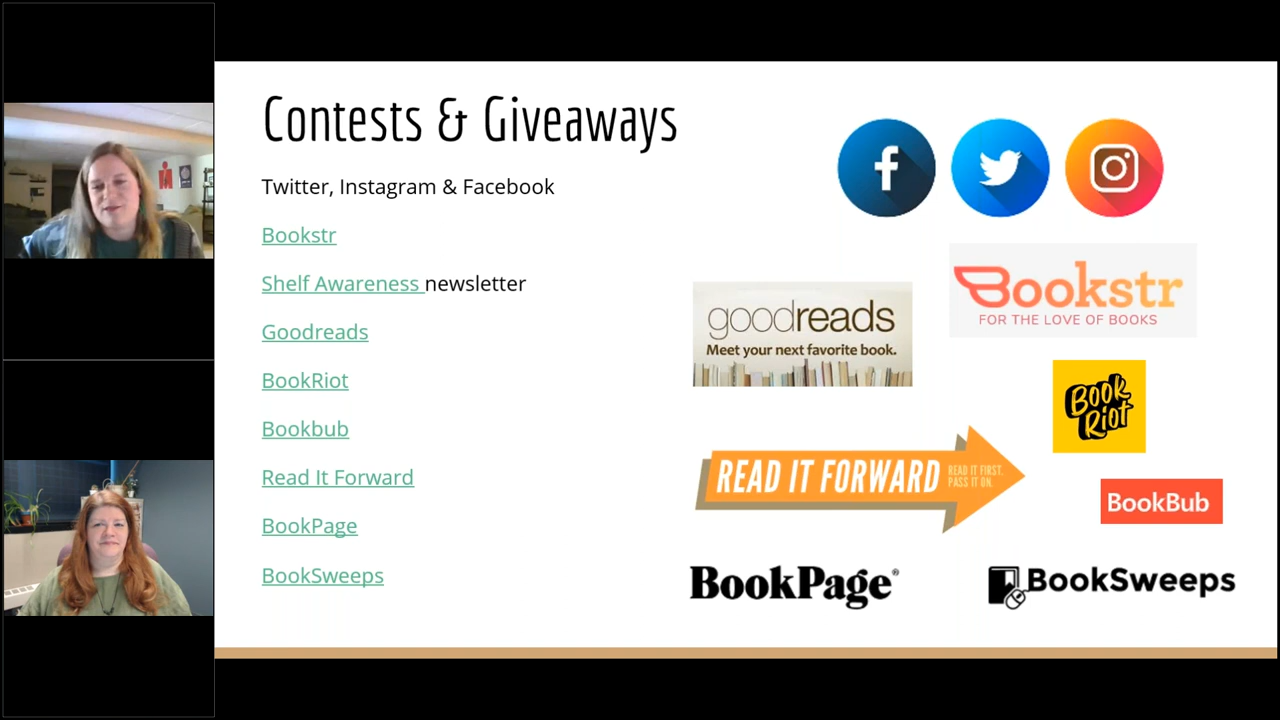 Contests & Giveaways
Twitter, Instagram & Facebook
Bookstr
Shelf Awareness newsletter
Goodreads
BookRiot
Bookbub
Read It Forward
BookPage
BookSweeps
f
Bookstr
FOR THE LOVE OF BOOKS
goodreads
Meet your next favorite book.
BOOK
RIOT
READ IT FORWARD
READ IT FIRST.
PASS IT ON.
BookBub
BookPage®
BookSweeps